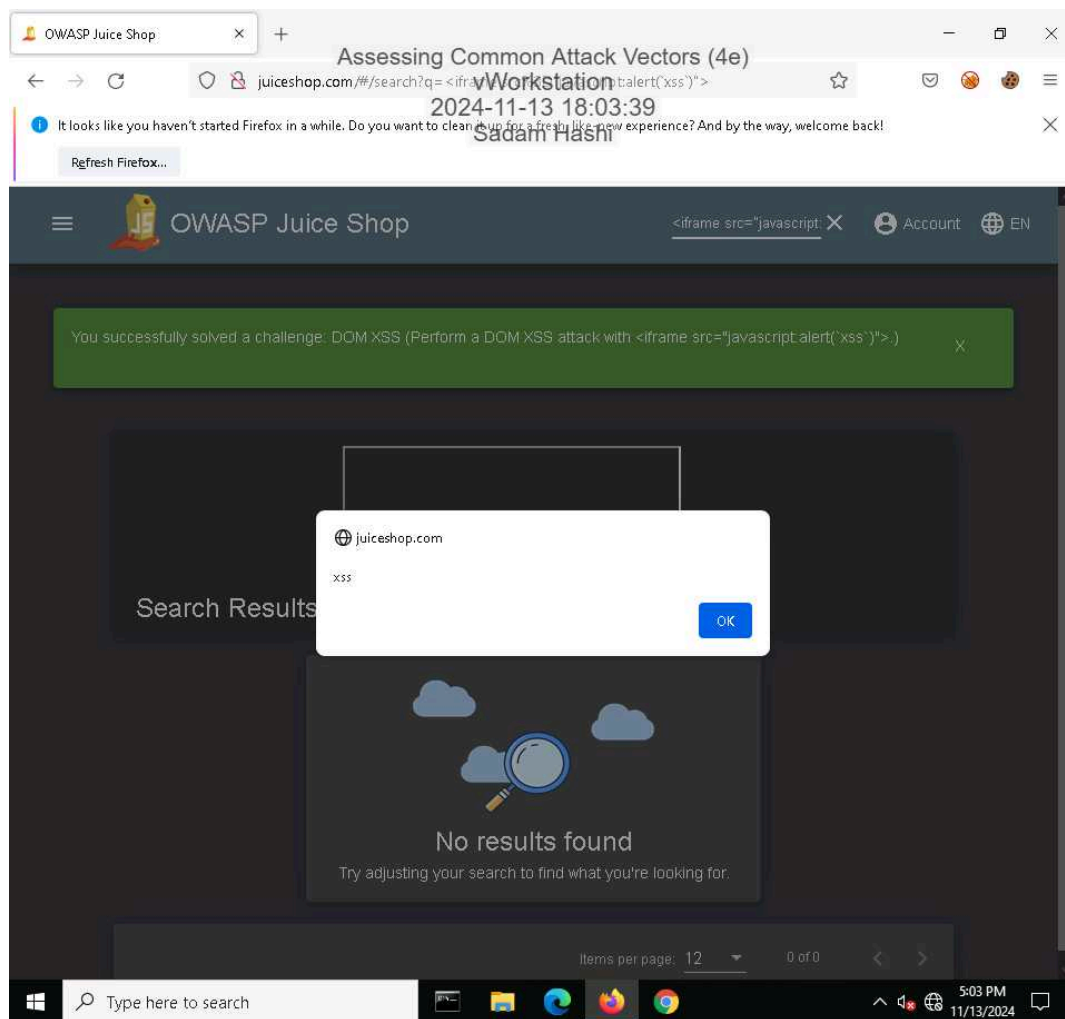 OWASP Juice Shop
Assessing Common Attack Vectors (4e)
juiceshop.com/#/search?q=<ifra
alert(`xss`)">
vWorkstation
2024-11-13 18:03:39
It looks like you haven't started Firefox in a while. Do you want to clean it up for a fresh, like-new experience? And by the way, welcome back!
Sadam Hashi
Refresh Firefox...
OWASP Juice Shop
<iframe src="javascript:
Account
EN
You successfully solved a challenge: DOM XSS (Perform a DOM XSS attack with <iframe src="javascript:alert(`xss`)">.)
X
juiceshop.com
xss
OK
Search Results
No results found
Try adjusting your search to find what you're looking for.
Items per page: 12
0 of 0
Type here to search
5:03 PM
11/13/2024